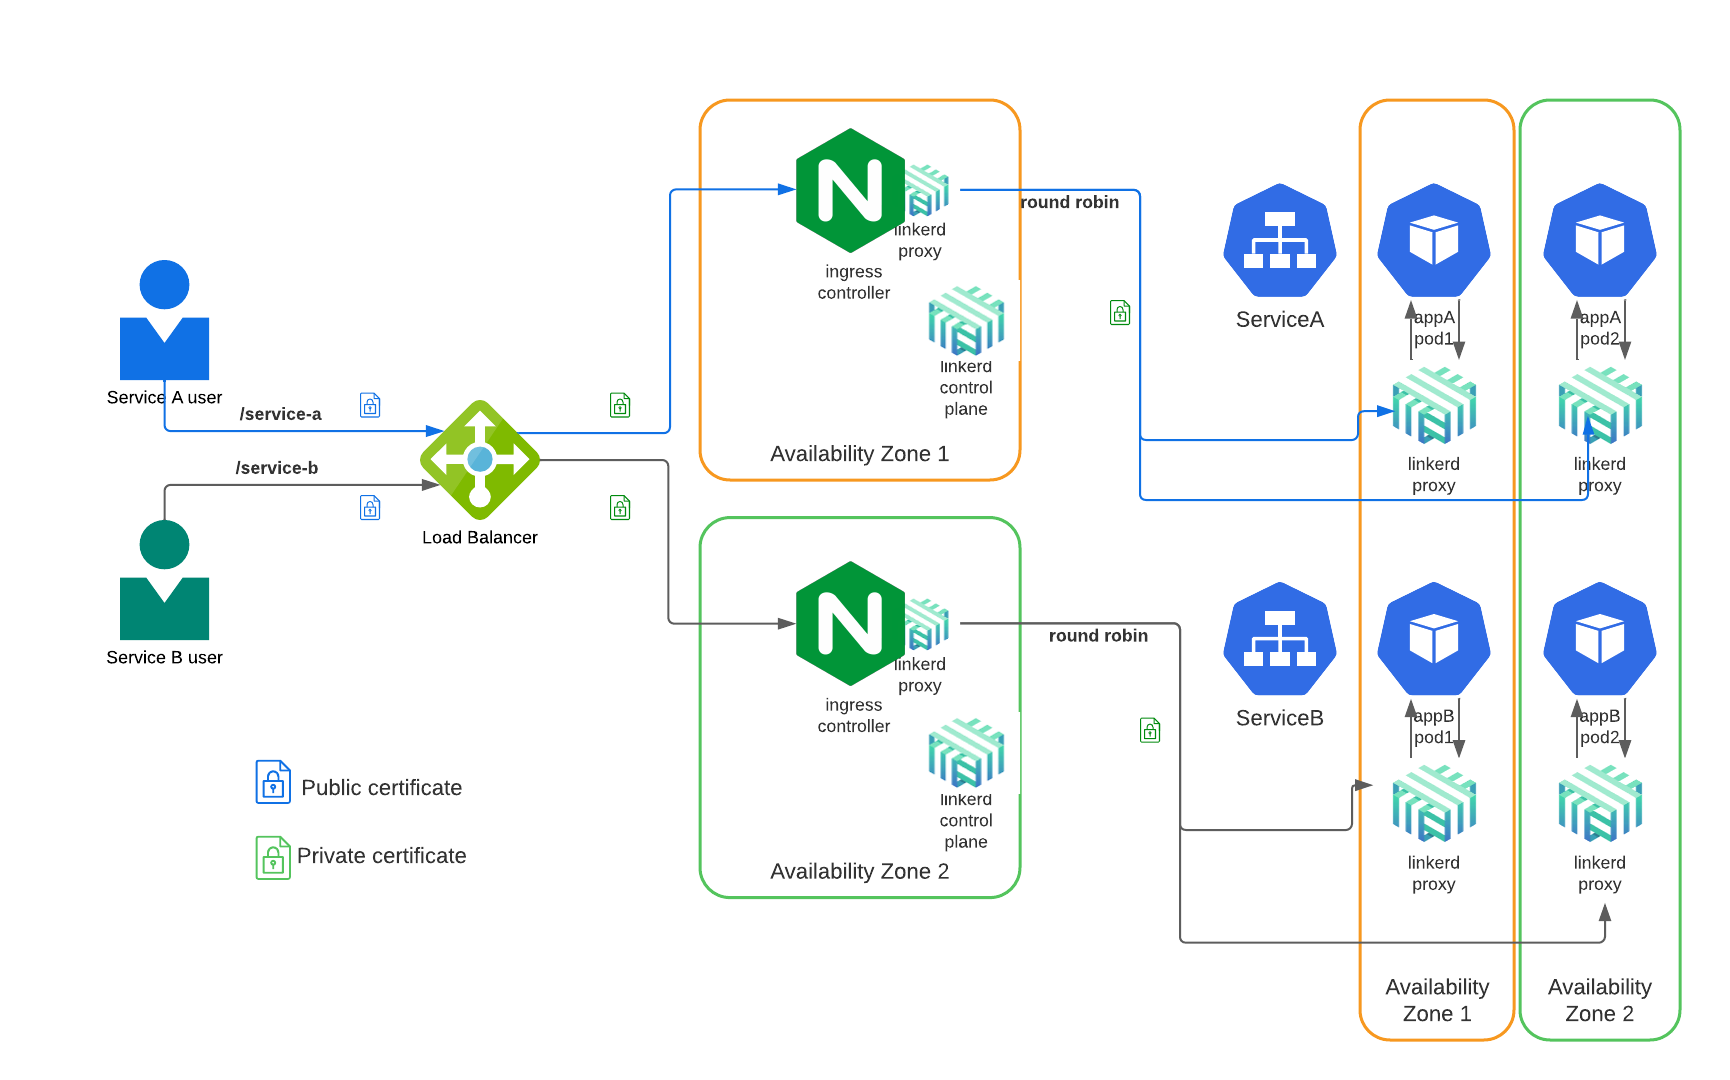 Service A user
/service-a
/service-b
Load Balancer
Service B user
Public certificate
Private certificate
linkerd
proxy
ingress
controller
linkerd
control
plane
Availability Zone 1
round robin
linkerd
proxy
ingress
controller
linkerd
control
plane
Availability Zone 2
round robin
ServiceA
appA
pod1
linkerd
proxy
appA
pod2
linkerd
proxy
ServiceB
appB
pod1
linkerd
proxy
appB
pod2
linkerd
proxy
Availability
Zone 1
Availability
Zone 2